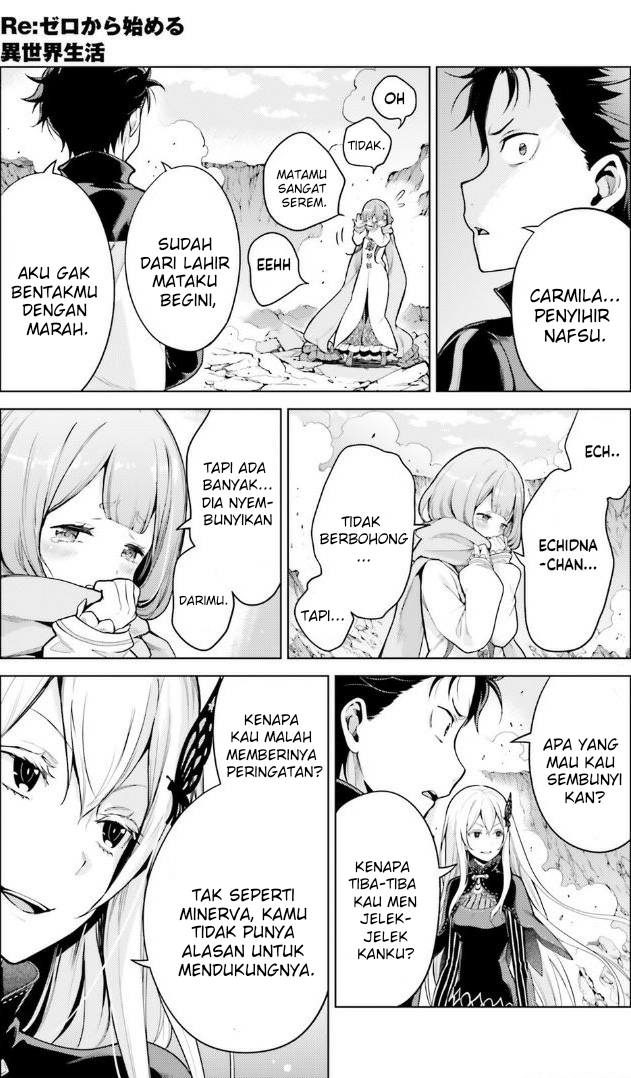 Re:ゼロから始める
異世界生活
CARMILA...
PENYIHIR
NAFSU.
OH
TIDAK.
MATAMU
SANGAT
SEREM.
EEHH
SUDAH
DARI LAHIR
MATAKU
BEGINI,
AKU GAK
BENTAKMU
DENGAN
MARAH.
ECH..
ECHIDNA
-CHAN...
TIDAK
BERBOHONG
...
TAPI...
TAPI ADA
BANYAK...
DIA NYEM-
BUNYIKAN
DARIMU.
APA YANG
MAU KAU
SEMBUNYI
KAN?
KENAPA
TIBA-TIBA
KAU MEN
JELEK-
JELEK
KANKU?
KENAPA
KAU MALAH
MEMBERINYA
PERINGATAN?
TAK SEPERTI
MINERVA, KAMU
TIDAK PUNYA
ALASAN UNTUK
MENDUKUNGNYA.